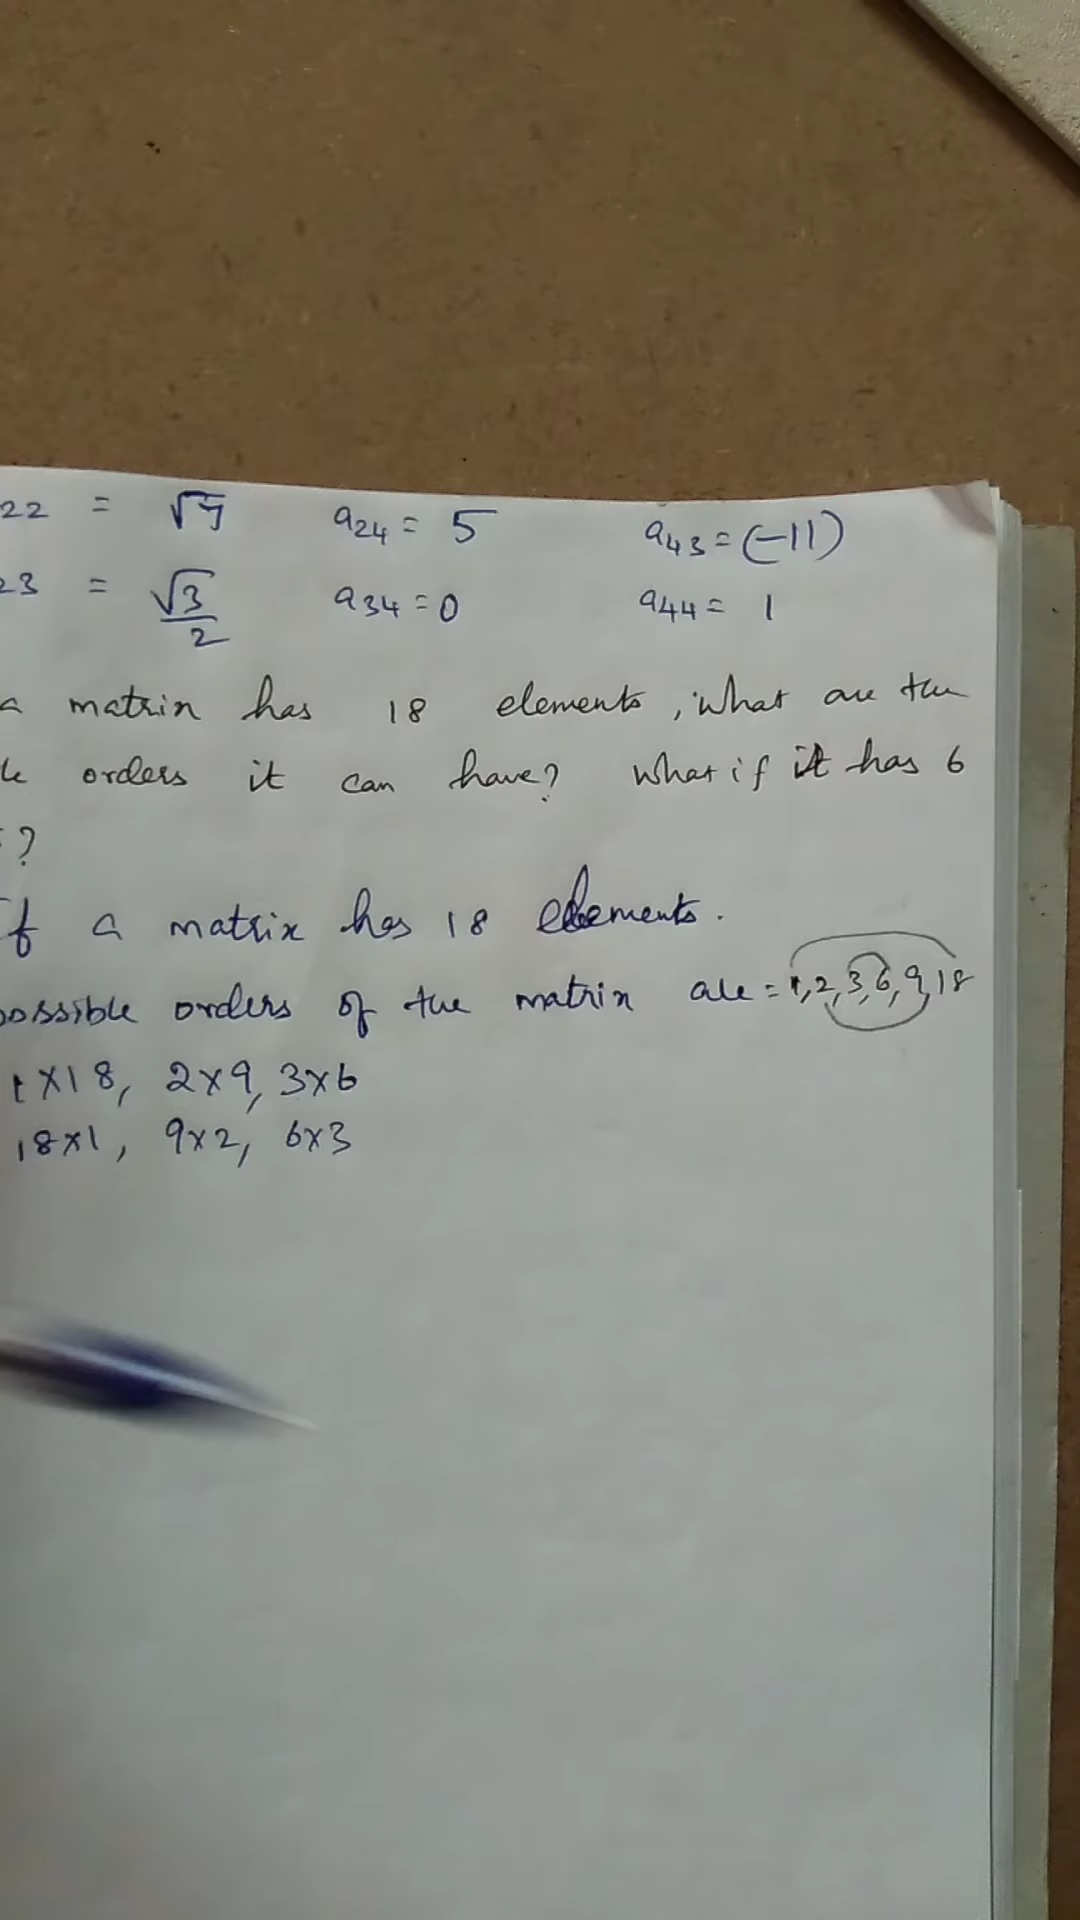 22 = √7 a24 = 5 a43 = (-11)
23 = √3/2 a34 = 0 a44 = 1
a matrix has 18 elements, what are the
le orders it can have? What if it has 6
?
If a matrix has 18 elements.
possible orders of the matrix are = 1,2,3,6,9,18
1×18, 2×9, 3×6
18×1, 9×2, 6×3